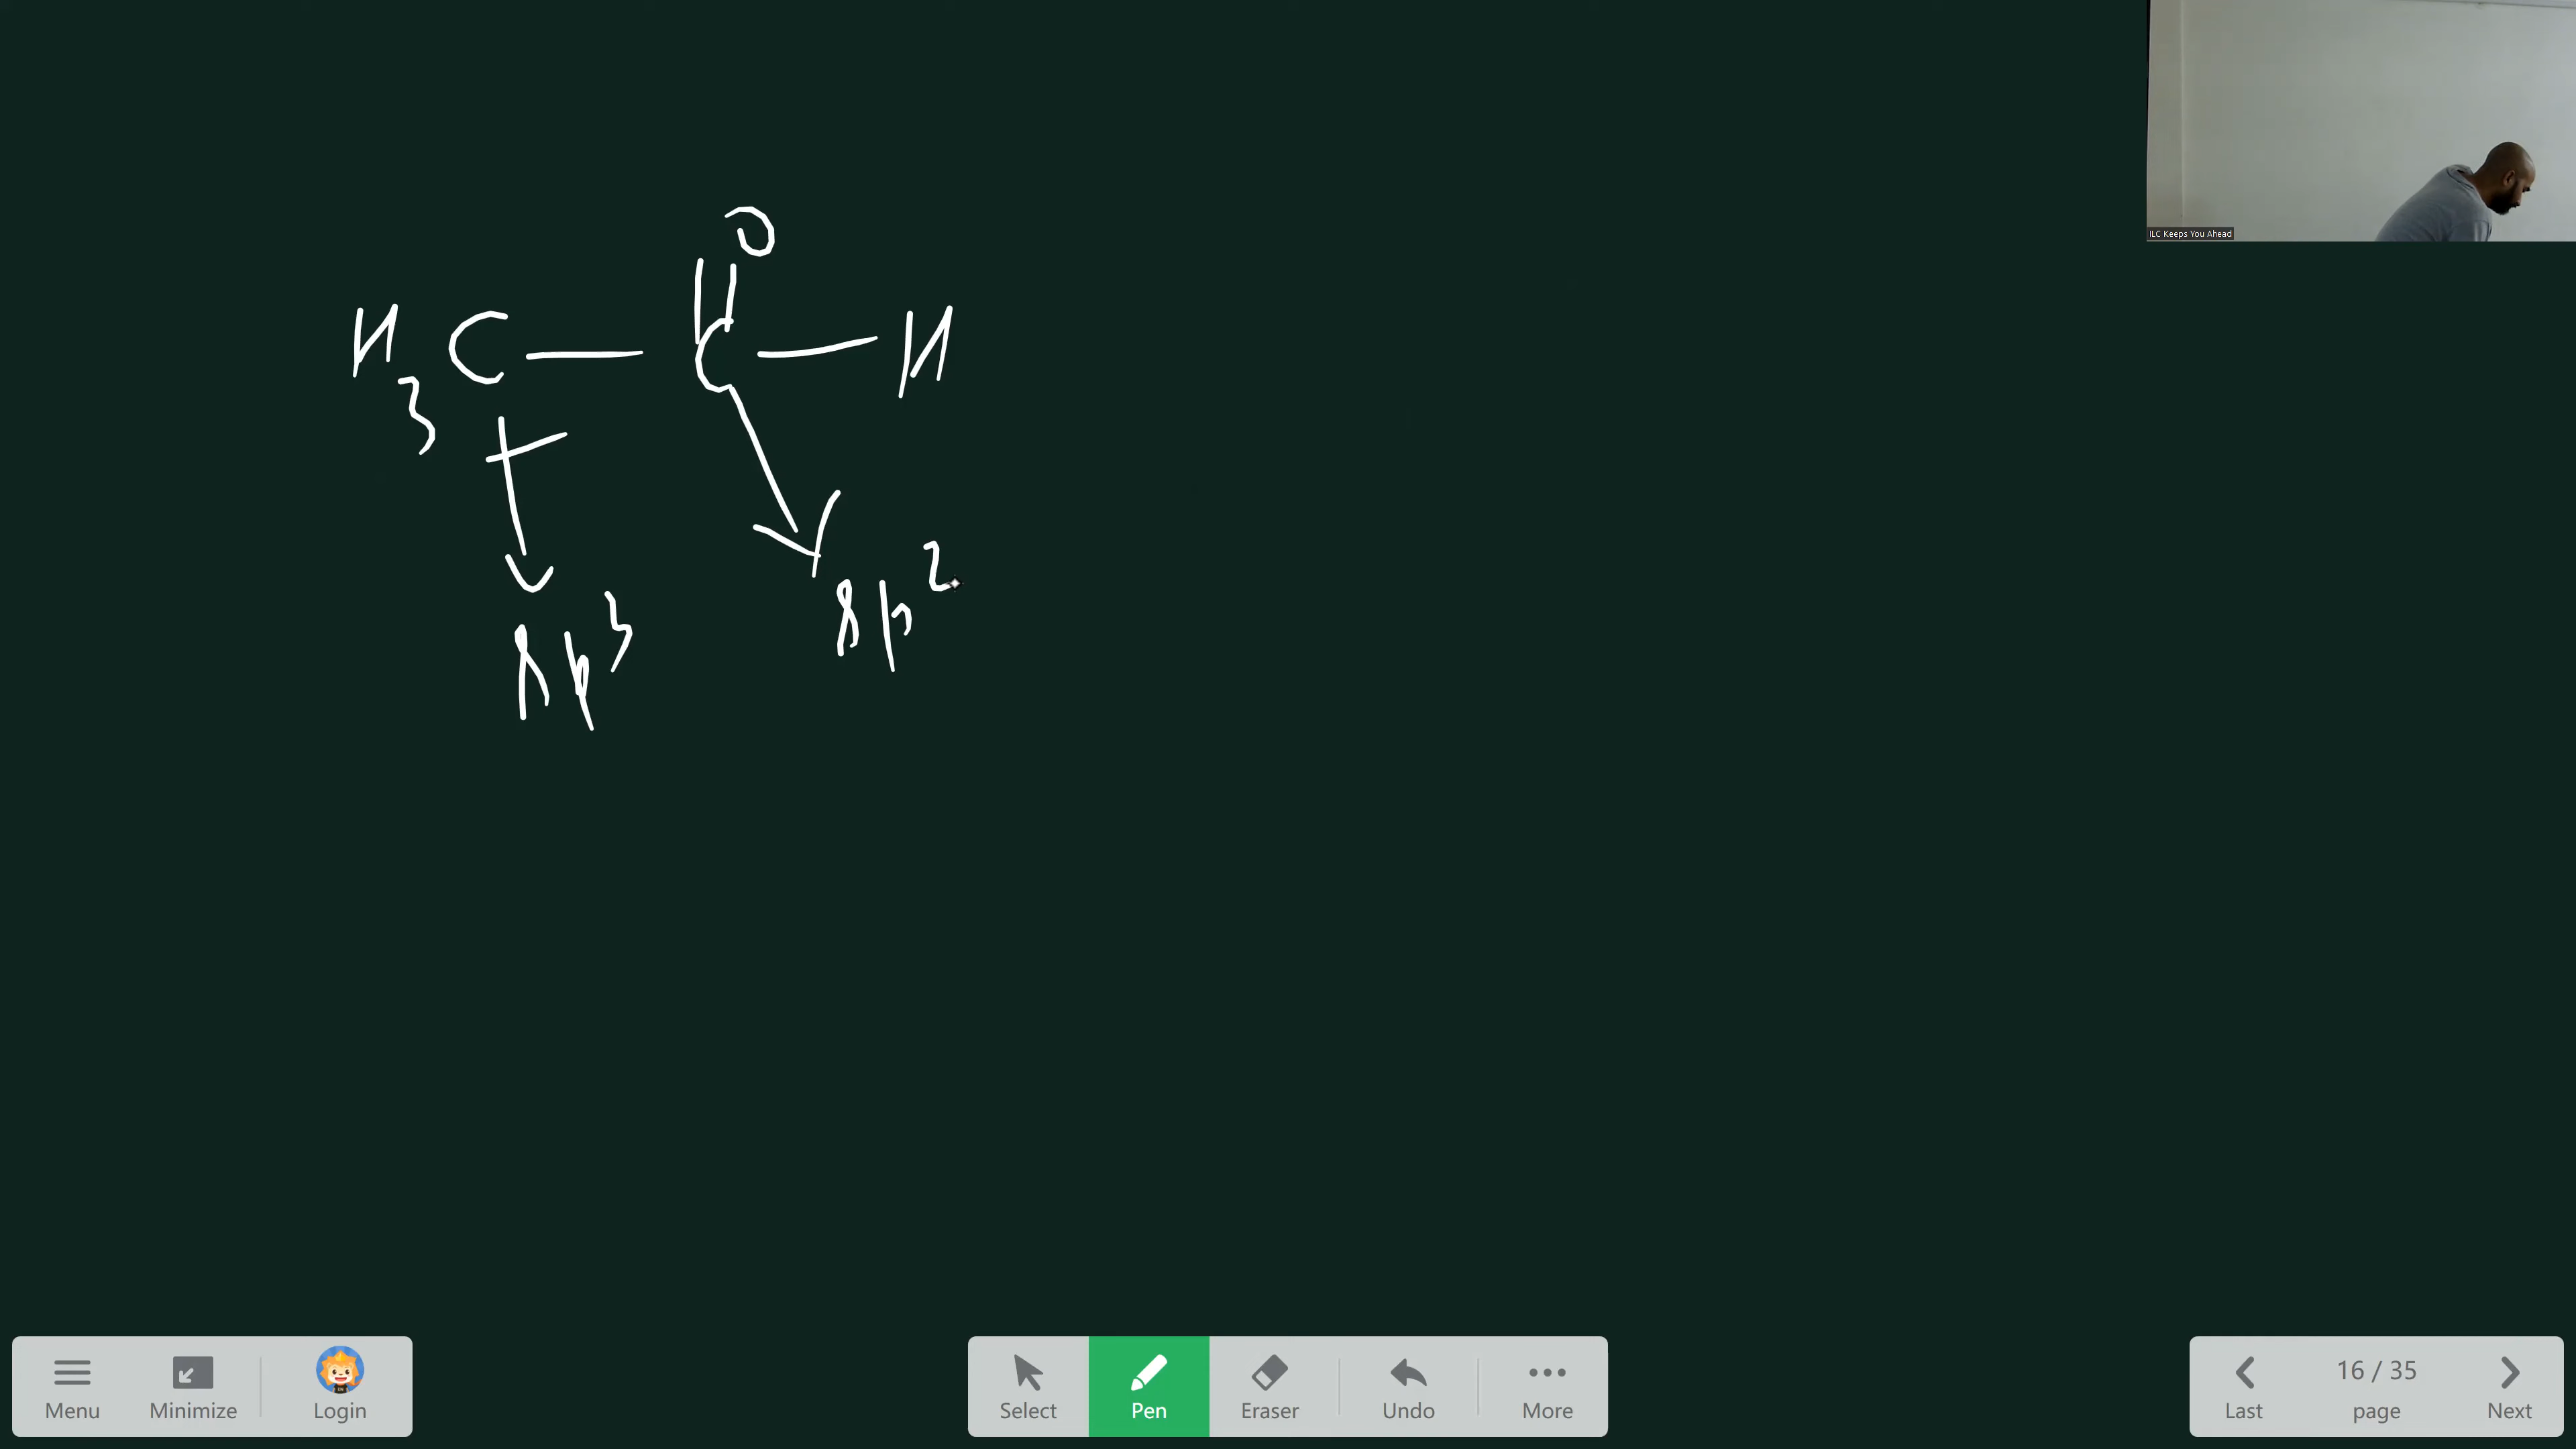 ILC Keeps You Ahead
O
H3C — C — H
sp3
sp2
Menu
Minimize
Login
Select
Pen
Eraser
Undo
More
Last
16 / 35
page
Next